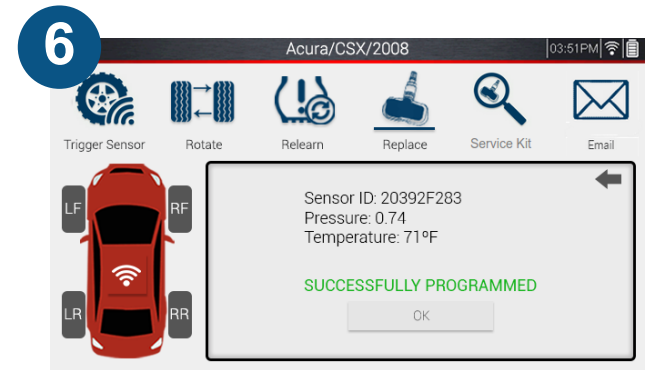 6
Acura/CSX/2008
03:51PM
Trigger Sensor
Rotate
Relearn
Replace
Service Kit
Email
LF
RF
LR
RR
Sensor ID: 20392F283
Pressure: 0.74
Temperature: 71ºF
SUCCESSFULLY PROGRAMMED
OK